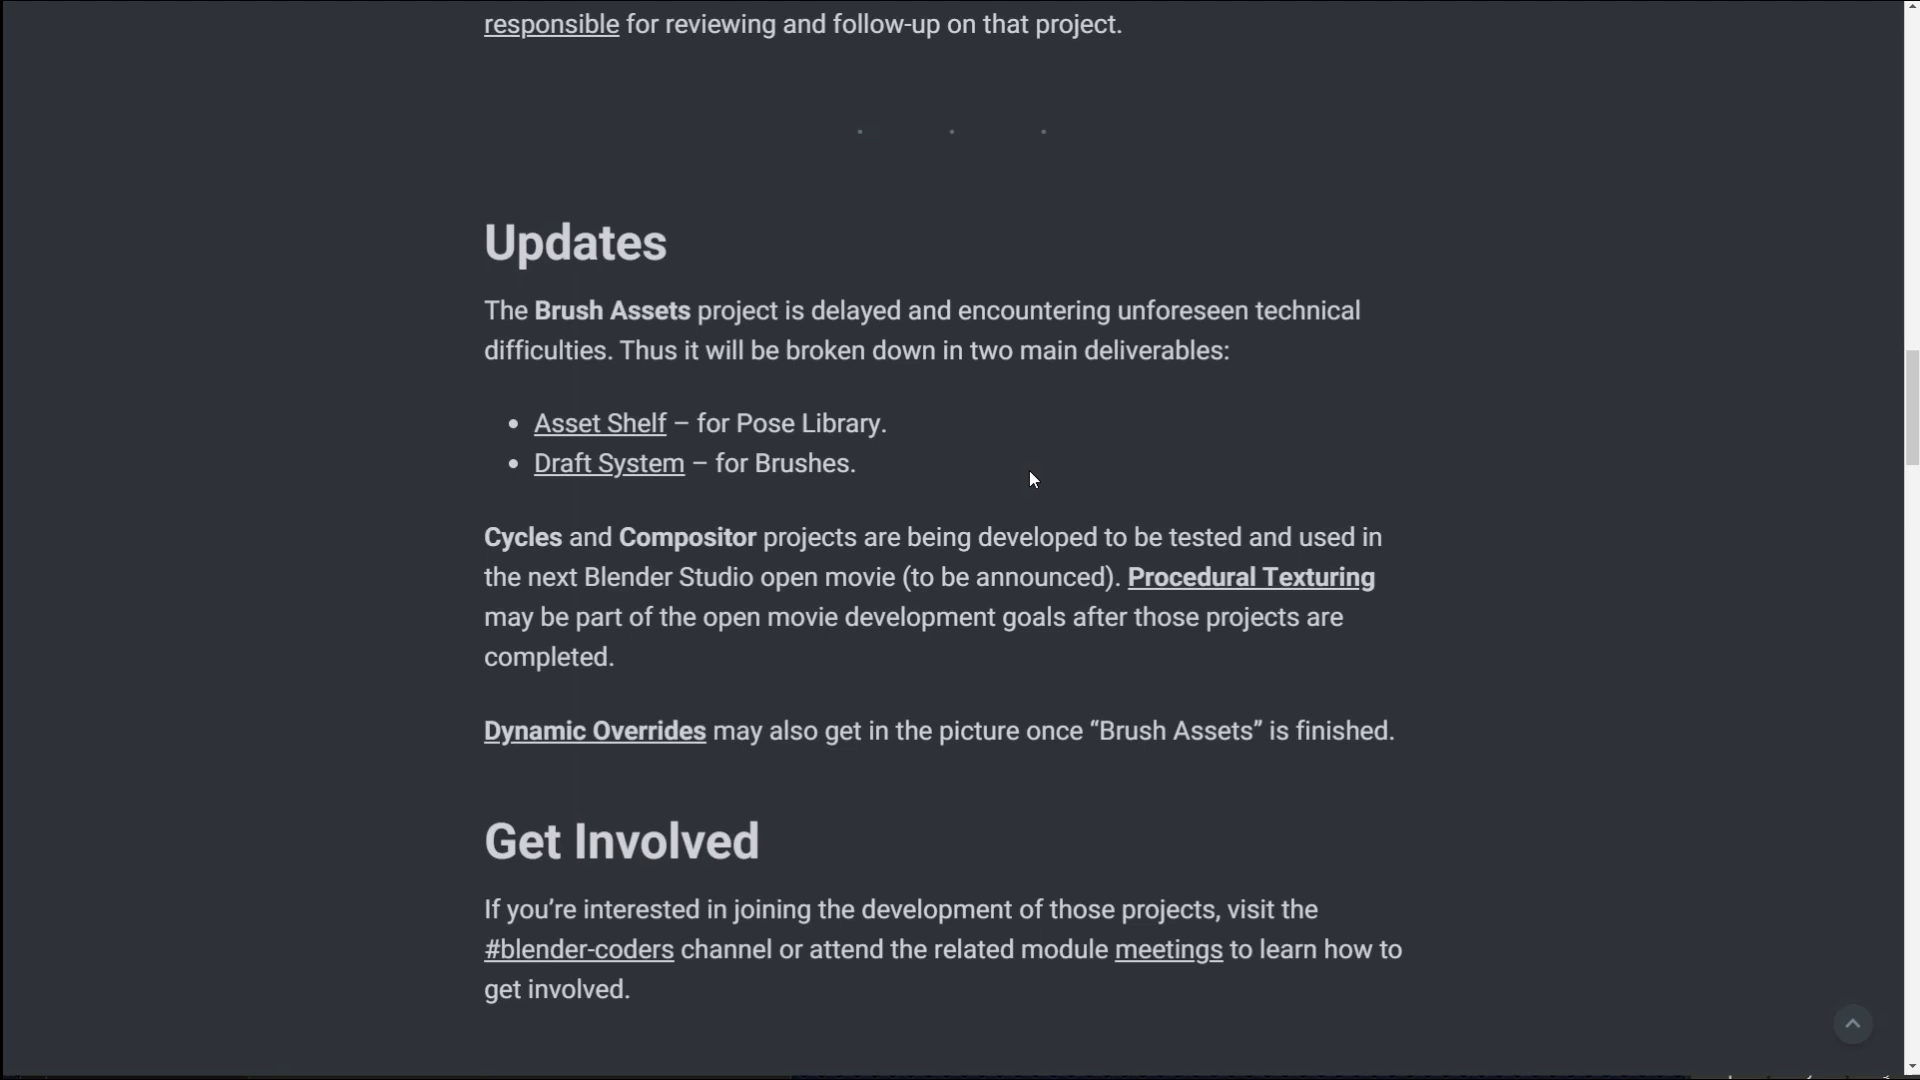 responsible for reviewing and follow-up on that project.
Updates
The Brush Assets project is delayed and encountering unforeseen technical
difficulties. Thus it will be broken down in two main deliverables:
• Asset Shelf – for Pose Library.
• Draft System – for Brushes.
Cycles and Compositor projects are being developed to be tested and used in
the next Blender Studio open movie (to be announced). Procedural Texturing
may be part of the open movie development goals after those projects are
completed.
Dynamic Overrides may also get in the picture once “Brush Assets” is finished.
Get Involved
If you’re interested in joining the development of those projects, visit the
#blender-coders channel or attend the related module meetings to learn how to
get involved.